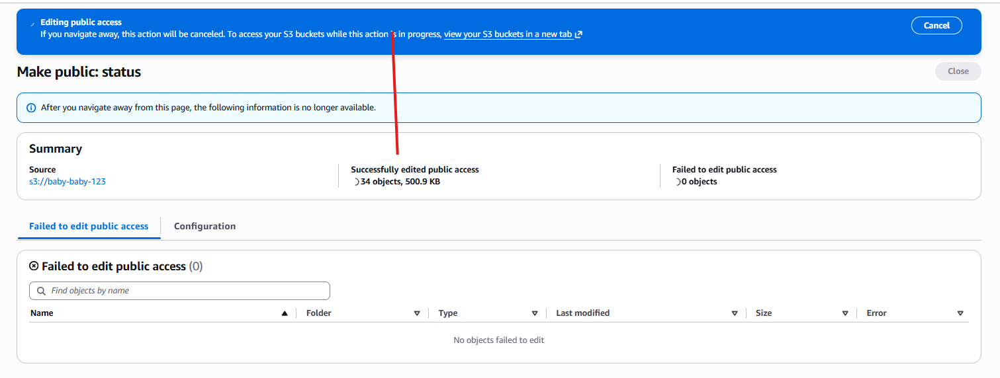 Editing public access
If you navigate away, this action will be canceled. To access your S3 buckets while this action is in progress, view your S3 buckets in a new tab
Cancel
Make public: status
Close
After you navigate away from this page, the following information is no longer available.
Summary
Source
s3://baby-baby-123
Successfully edited public access
34 objects, 500.9 KB
Failed to edit public access
0 objects
Failed to edit public access
Configuration
Failed to edit public access (0)
Find objects by name
Name
Folder
Type
Last modified
Size
Error
No objects failed to edit